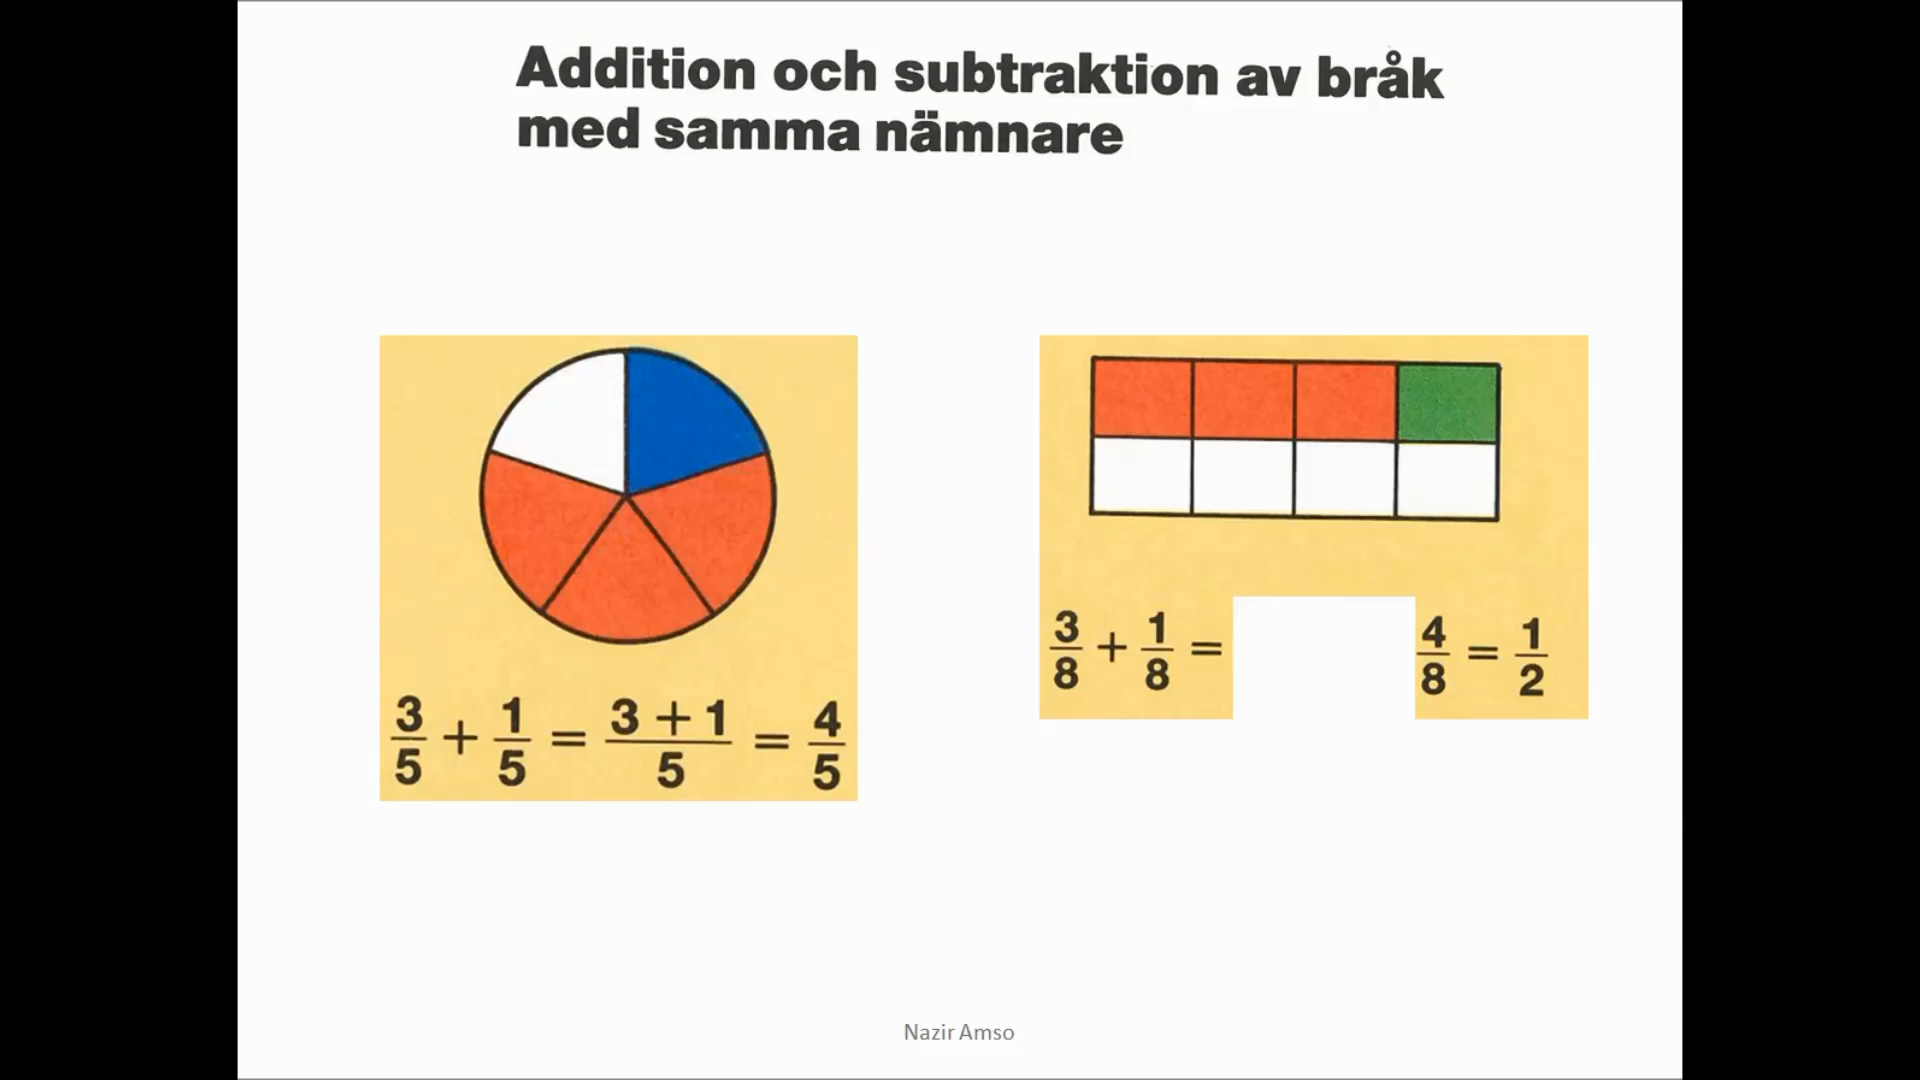 Addition och subtraktion av bråk
med samma nämnare
3/5 + 1/5 = 3 + 1/5 = 4/5
3/8 + 1/8 = 4/8 = 1/2
Nazir Amso